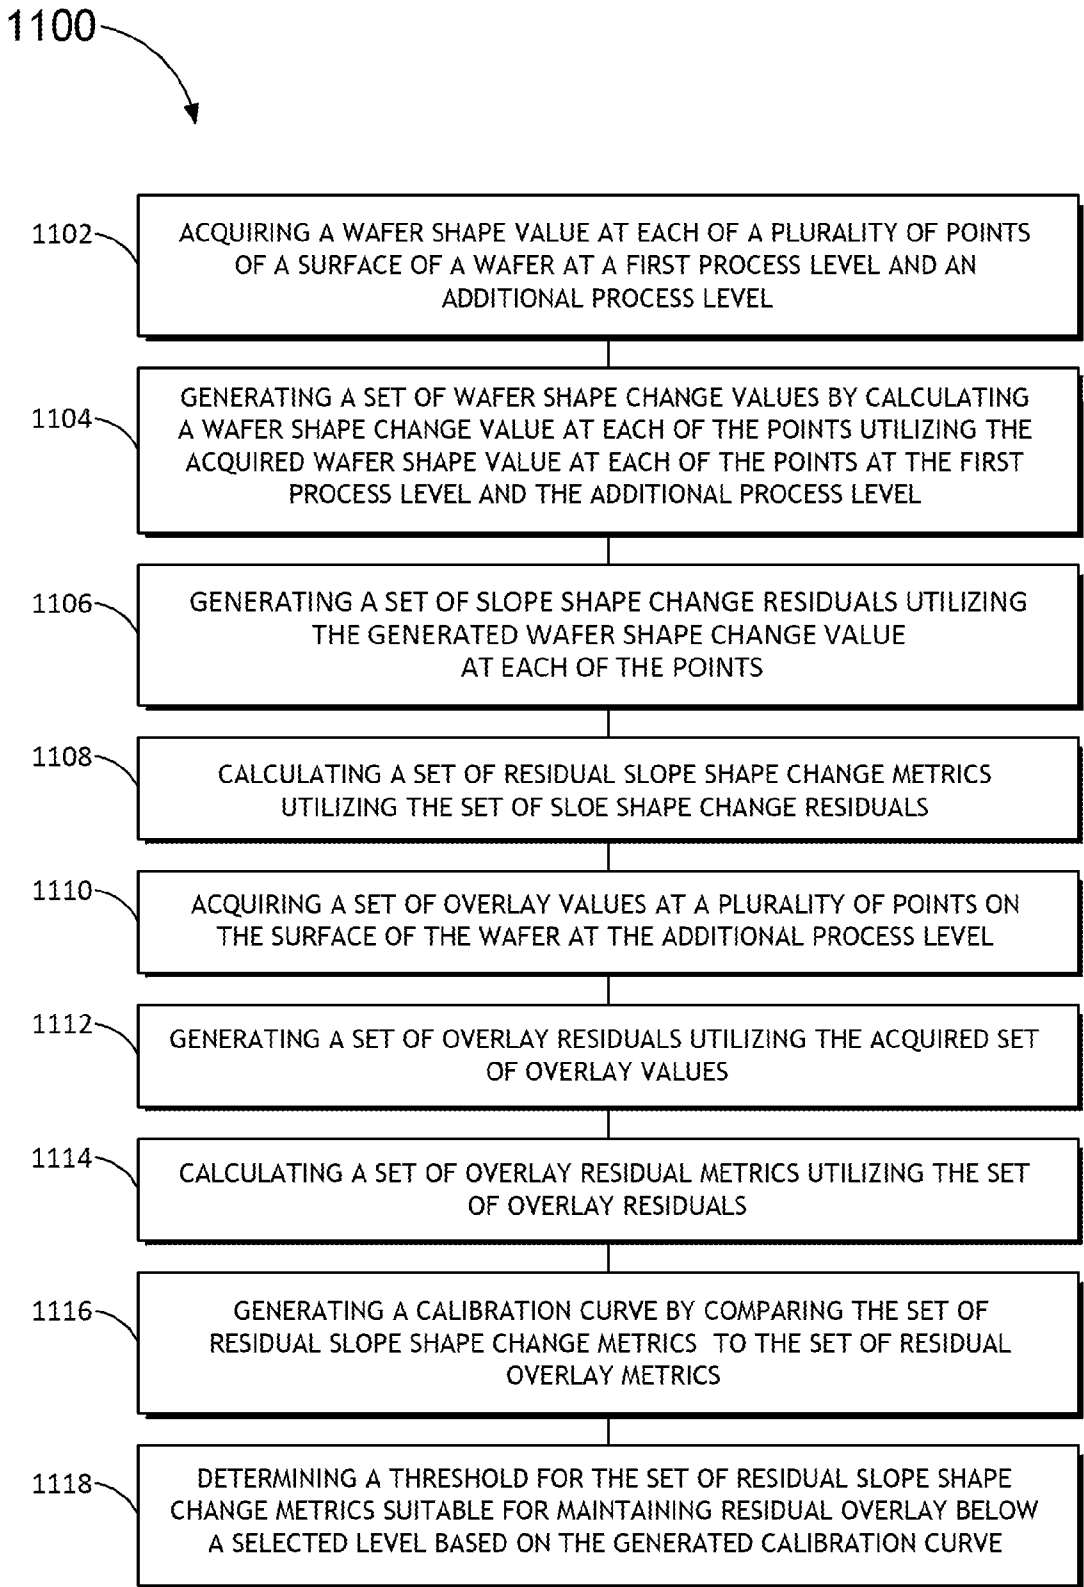 1100
1102
ACQUIRING A WAFER SHAPE VALUE AT EACH OF A PLURALITY OF POINTS
OF A SURFACE OF A WAFER AT A FIRST PROCESS LEVEL AND AN
ADDITIONAL PROCESS LEVEL
1104
GENERATING A SET OF WAFER SHAPE CHANGE VALUES BY CALCULATING
A WAFER SHAPE CHANGE VALUE AT EACH OF THE POINTS UTILIZING THE
ACQUIRED WAFER SHAPE VALUE AT EACH OF THE POINTS AT THE FIRST
PROCESS LEVEL AND THE ADDITIONAL PROCESS LEVEL
1106
GENERATING A SET OF SLOPE SHAPE CHANGE RESIDUALS UTILIZING
THE GENERATED WAFER SHAPE CHANGE VALUE
AT EACH OF THE POINTS
1108
CALCULATING A SET OF RESIDUAL SLOPE SHAPE CHANGE METRICS
UTILIZING THE SET OF SLOE SHAPE CHANGE RESIDUALS
1110
ACQUIRING A SET OF OVERLAY VALUES AT A PLURALITY OF POINTS ON
THE SURFACE OF THE WAFER AT THE ADDITIONAL PROCESS LEVEL
1112
GENERATING A SET OF OVERLAY RESIDUALS UTILIZING THE ACQUIRED SET
OF OVERLAY VALUES
1114
CALCULATING A SET OF OVERLAY RESIDUAL METRICS UTILIZING THE SET
OF OVERLAY RESIDUALS
1116
GENERATING A CALIBRATION CURVE BY COMPARING THE SET OF
RESIDUAL SLOPE SHAPE CHANGE METRICS TO THE SET OF RESIDUAL
OVERLAY METRICS
1118
DETERMINING A THRESHOLD FOR THE SET OF RESIDUAL SLOPE SHAPE
CHANGE METRICS SUITABLE FOR MAINTAINING RESIDUAL OVERLAY BELOW
A SELECTED LEVEL BASED ON THE GENERATED CALIBRATION CURVE